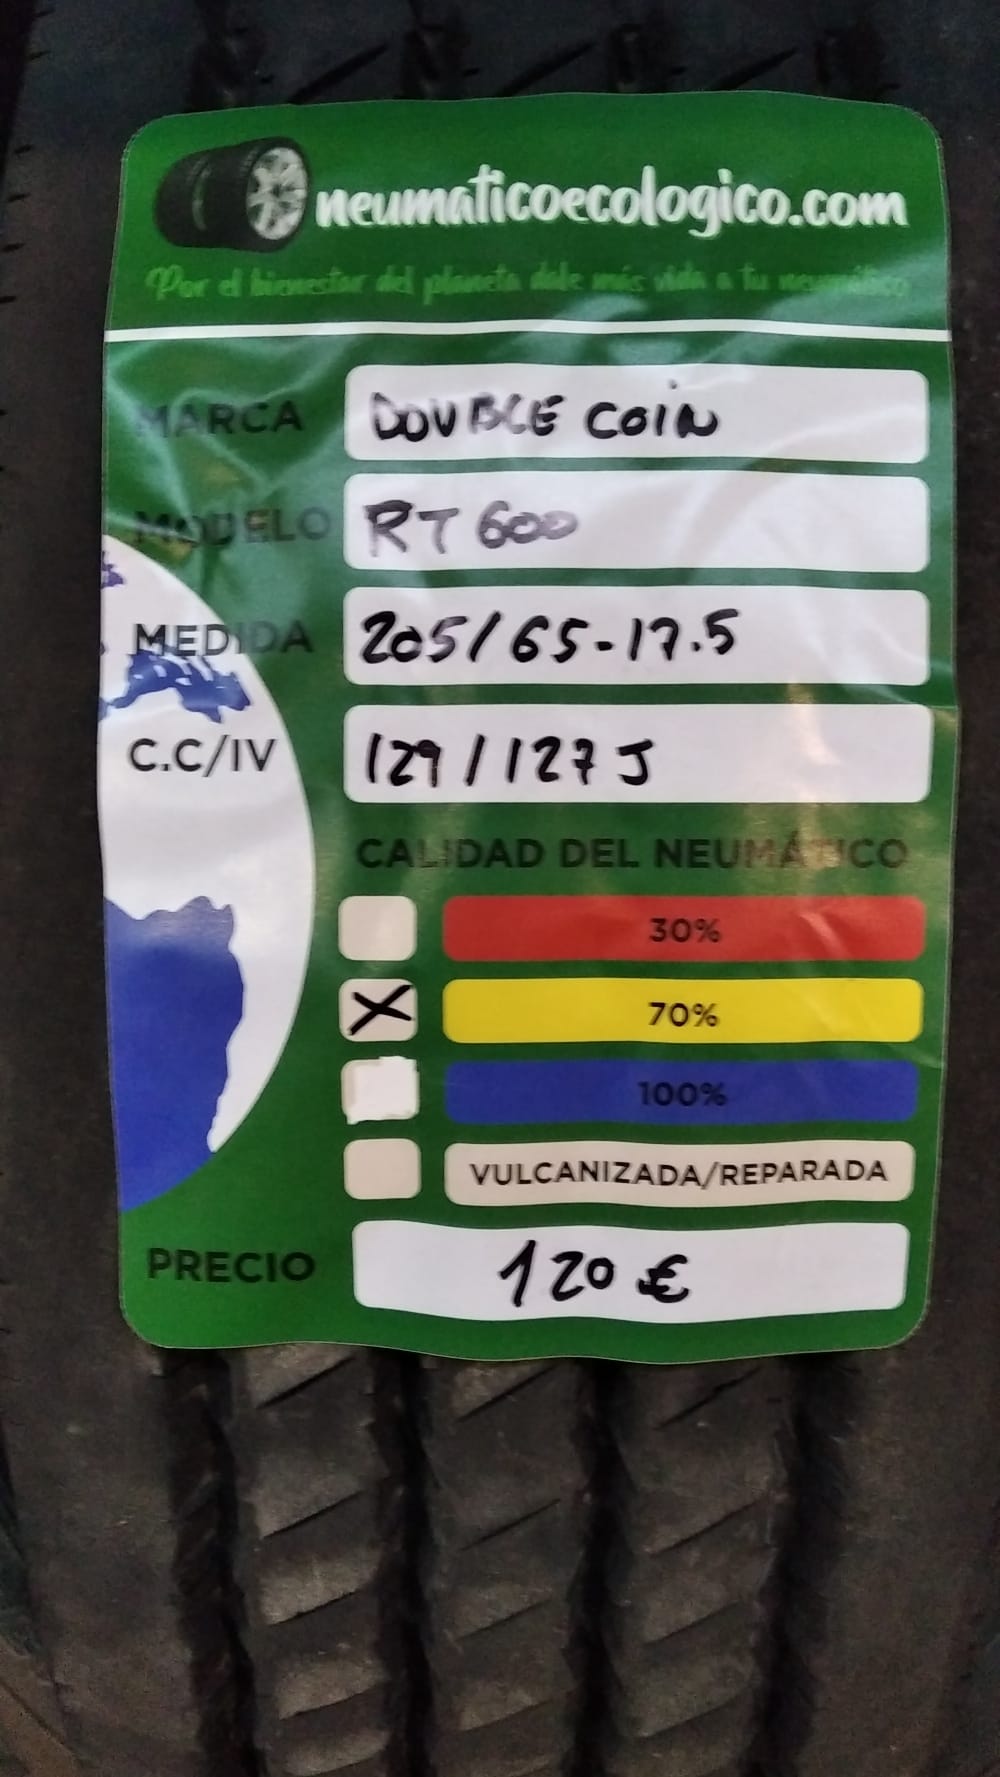 neumaticoecologico.com
Por el bienestar del planeta dale más vida a tu neumático
MARCA DOUBLE COIN
MODELO RT 600
MEDIDA 205/65-17.5
C.C/IV 129/127 J
CALIDAD DEL NEUMÁTICO
30%
X 70%
100%
VULCANIZADA/REPARADA
PRECIO 120 €